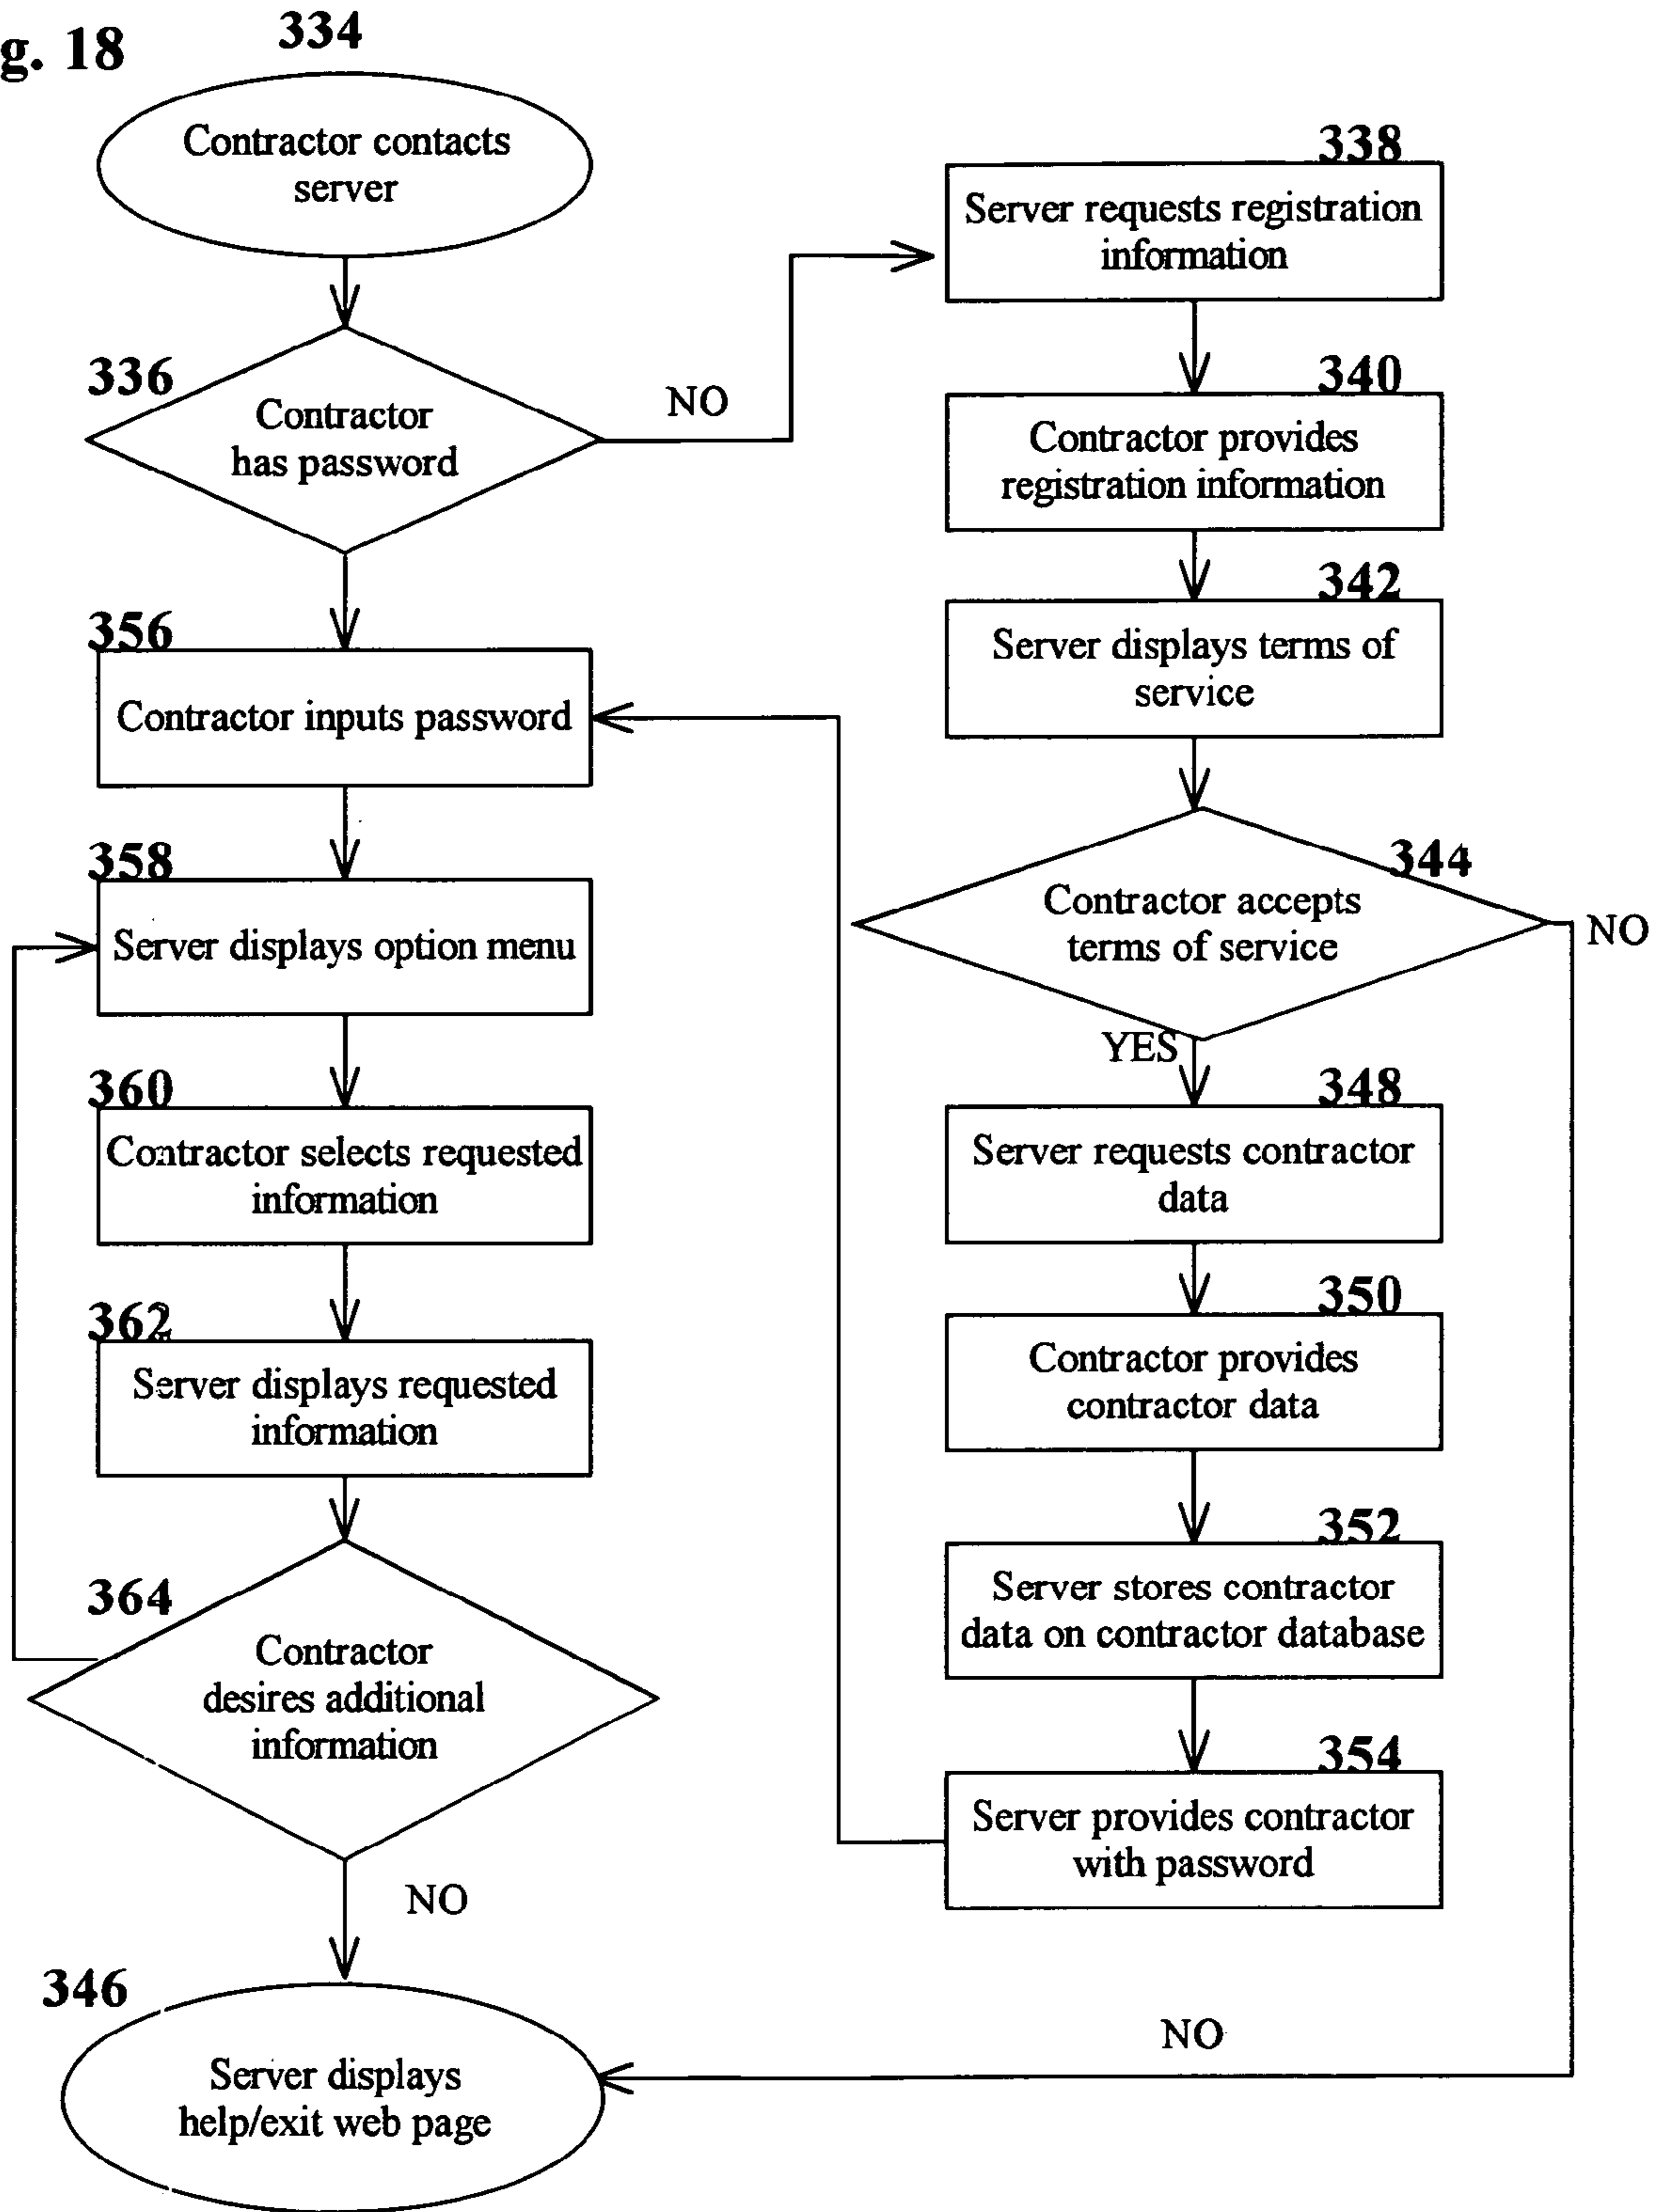 g. 18
334
Contractor contacts
server
336
Contractor
has password
NO
338
Server requests registration
information
340
Contractor provides
registration information
342
Server displays terms of
service
344
Contractor accepts
terms of service
NO
YES
348
Server requests contractor
data
350
Contractor provides
contractor data
352
Server stores contractor
data on contractor database
354
Server provides contractor
with password
356
Contractor inputs password
358
Server displays option menu
360
Contractor selects requested
information
362
Server displays requested
information
364
Contractor
desires additional
information
NO
346
Server displays
help/exit web page
NO